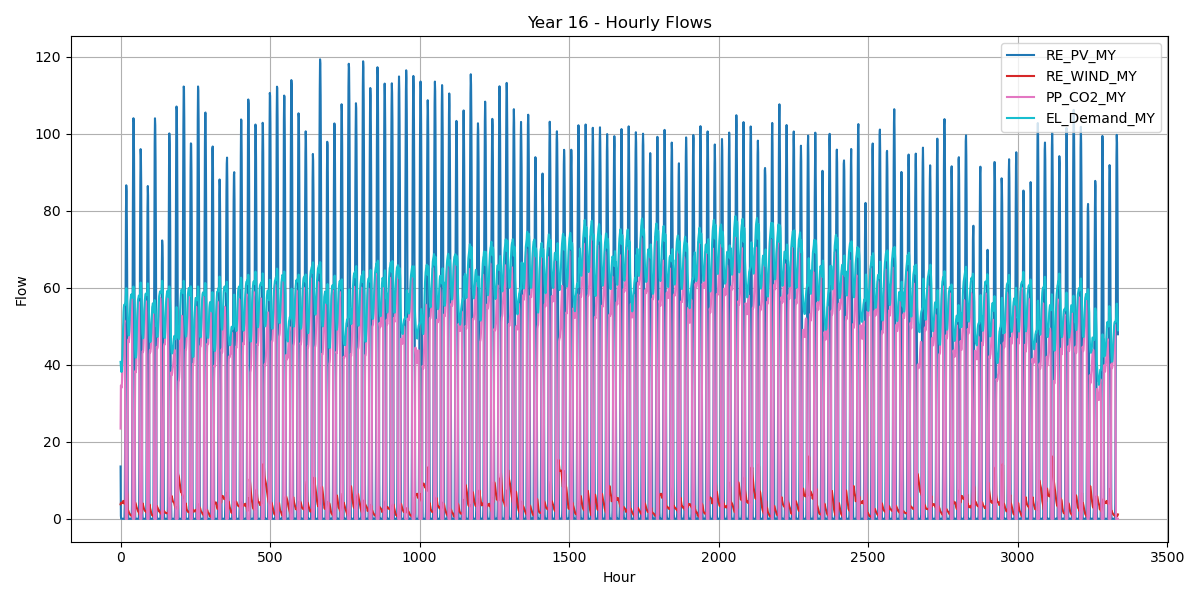 Year 16 - Hourly Flows
RE_PV_MY
RE_WIND_MY
PP_CO2_MY
EL_Demand_MY
120
100
80
60
40
20
0
Flow
0 500 1000 1500 2000 2500 3000 3500
Hour